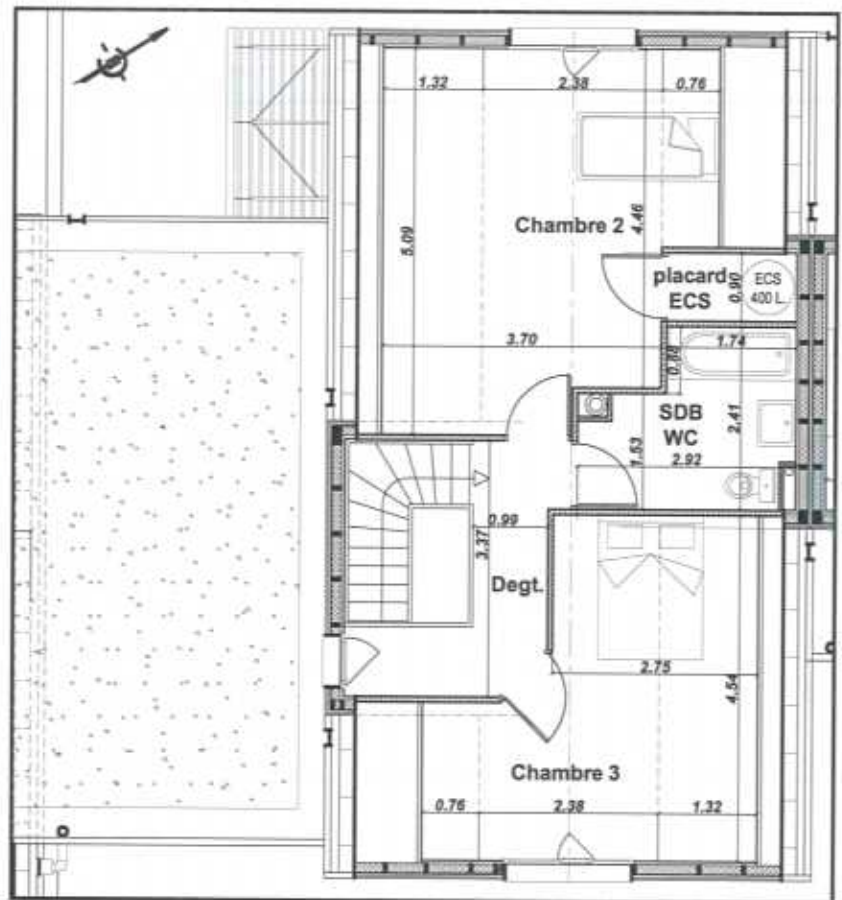 1.32 2.38 0.76
Chambre 2
4.46
5.09
placard
ECS
0.90
ECS
400 L.
3.70
1.74
0.88
SDB
WC
2.41
1.53
2.92
0.99
3.37
Degt.
2.75
4.54
Chambre 3
0.76 2.38 1.32